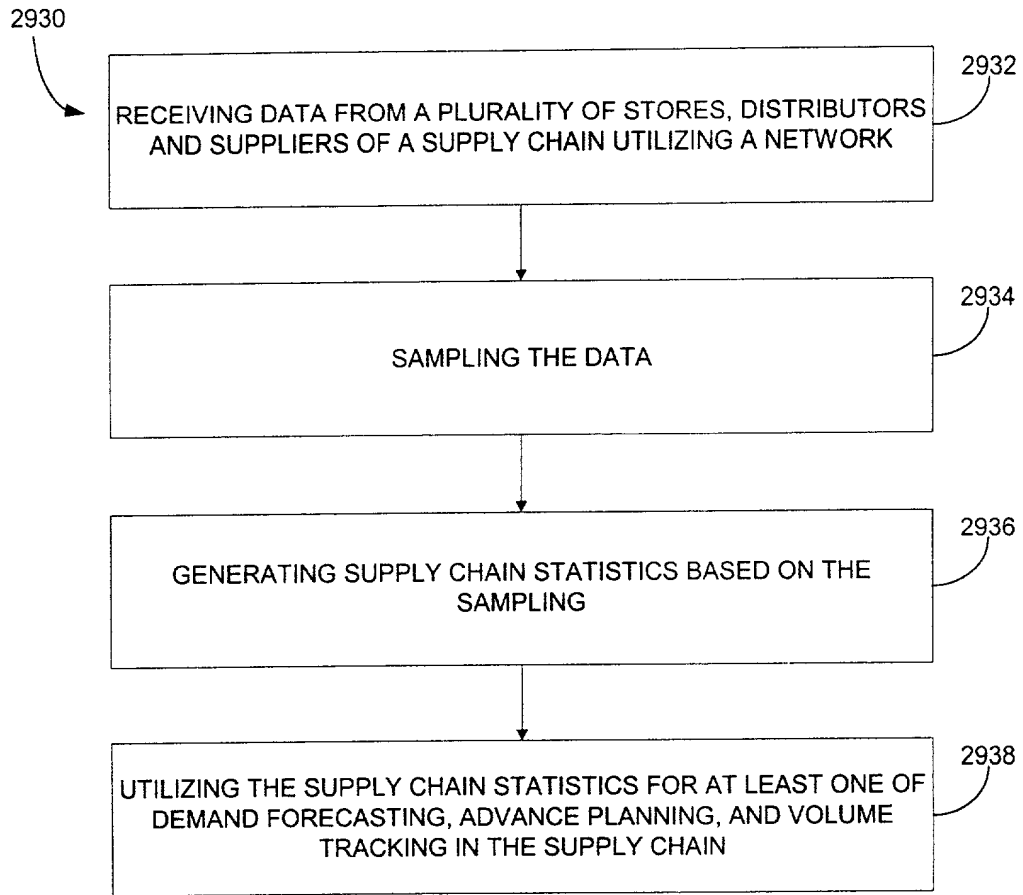 2930
2932
RECEIVING DATA FROM A PLURALITY OF STORES, DISTRIBUTORS
AND SUPPLIERS OF A SUPPLY CHAIN UTILIZING A NETWORK
2934
SAMPLING THE DATA
2936
GENERATING SUPPLY CHAIN STATISTICS BASED ON THE
SAMPLING
2938
UTILIZING THE SUPPLY CHAIN STATISTICS FOR AT LEAST ONE OF
DEMAND FORECASTING, ADVANCE PLANNING, AND VOLUME
TRACKING IN THE SUPPLY CHAIN